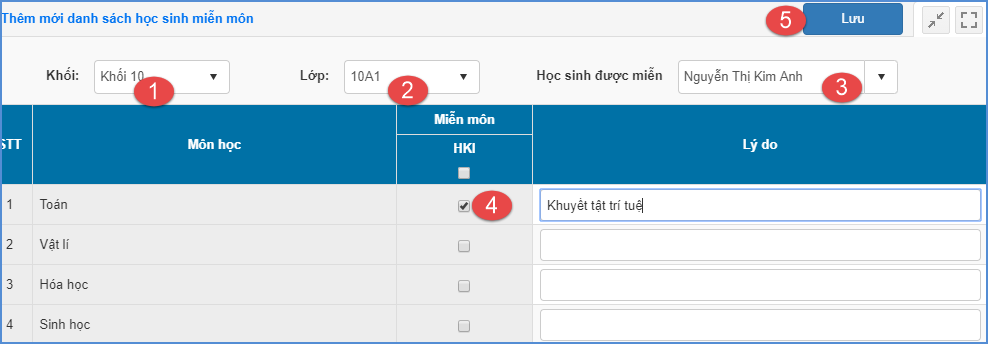 Thêm mới danh sách học sinh miễn môn
5
Lưu
Khối: Khối 10 Lớp: 10A1 Học sinh được miễn Nguyễn Thị Kim Anh
1 2 3
STT Môn học Miễn môn Lý do
HKI
1 Toán 4 Khuyết tật trí tuệ
2 Vật lí
3 Hóa học
4 Sinh học